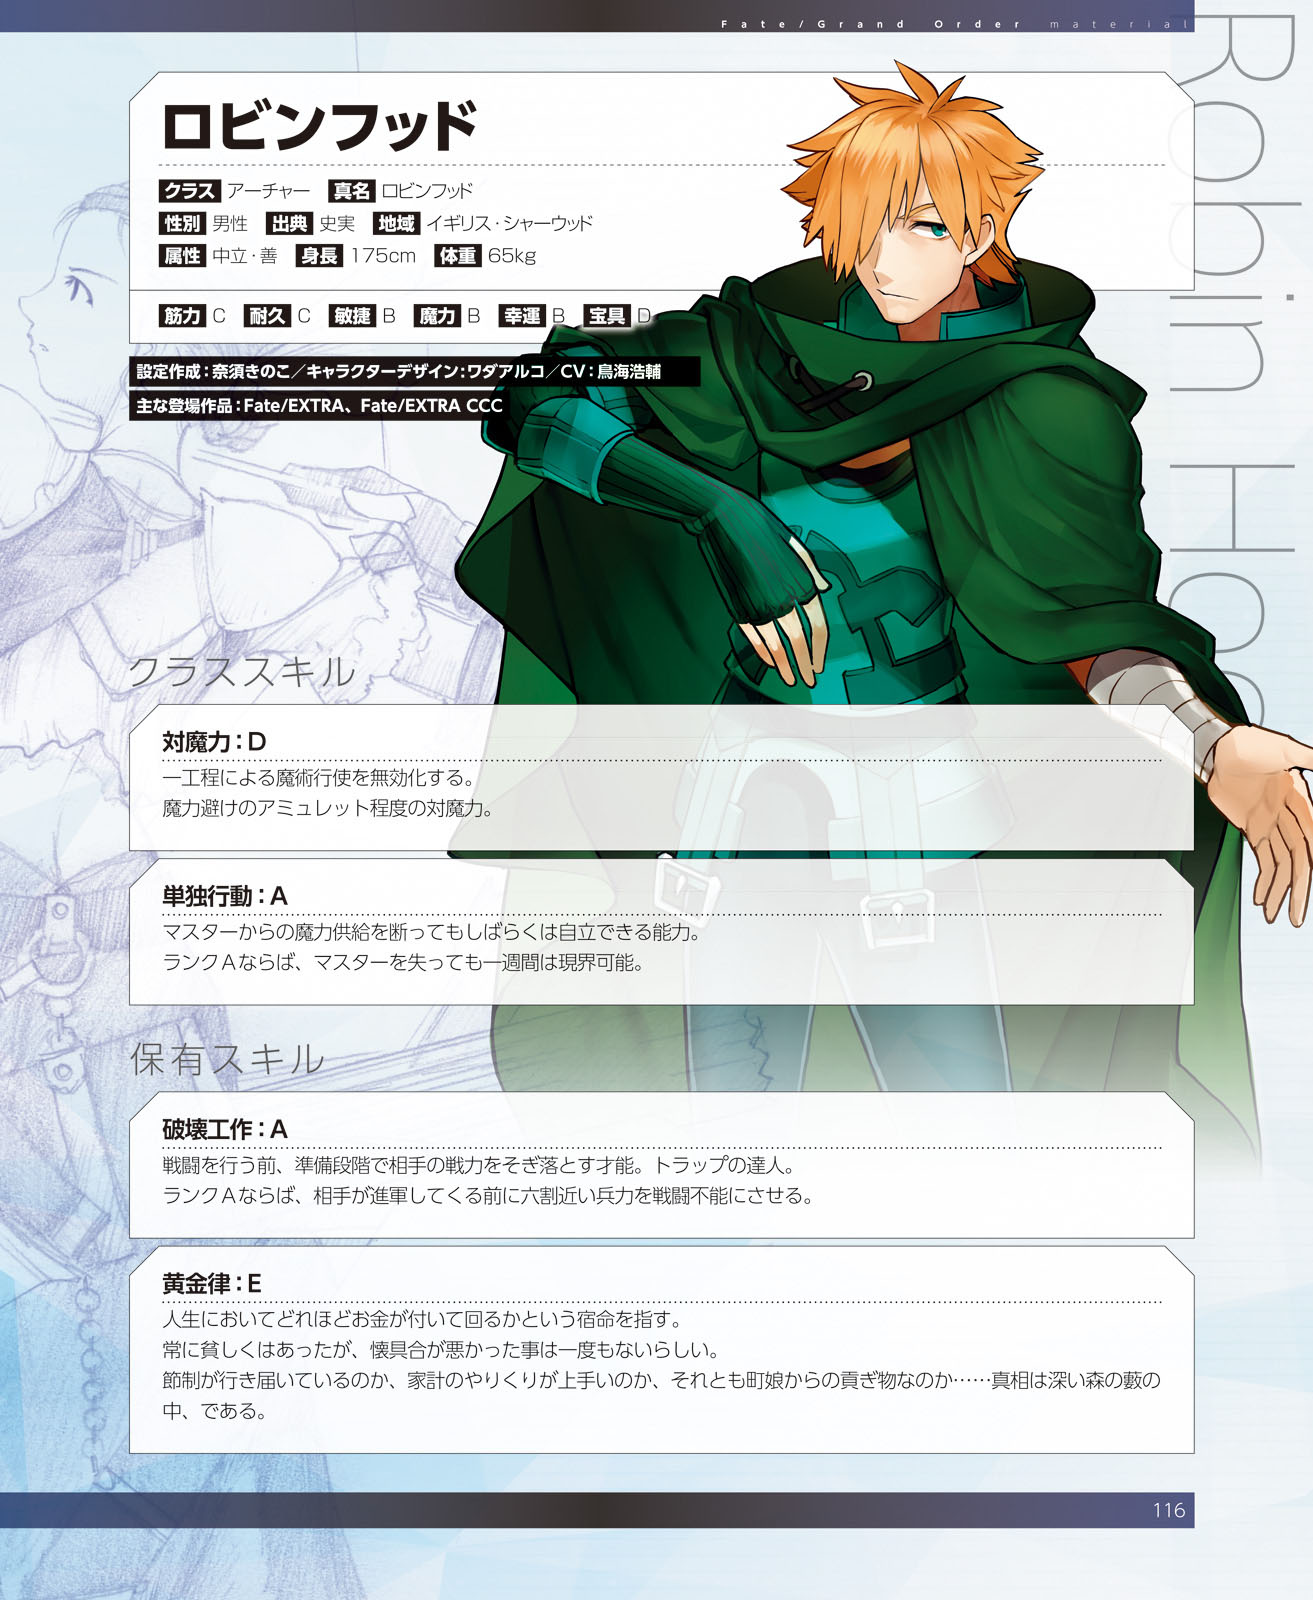 Fate/Grand Order material
Robin Hoo
ロビンフッド
クラス アーチャー 真名 ロビンフッド
性別 男性 出典 史実 地域 イギリス・シャーウッド
属性 中立・善 身長 175cm 体重 65kg
筋力 C 耐久 C 敏捷 B 魔力 B 幸運 B 宝具 D
設定作成：奈須きのこ／キャラクターデザイン：ワダアルコ／CV：鳥海浩輔
主な登場作品：Fate/EXTRA、Fate/EXTRA CCC
クラススキル
対魔力：D
一工程による魔術行使を無効化する。
魔力避けのアミュレット程度の対魔力。
単独行動：A
マスターからの魔力供給を断ってもしばらくは自立できる能力。
ランクAならば、マスターを失っても一週間は現界可能。
保有スキル
破壊工作：A
戦闘を行う前、準備段階で相手の戦力をそぎ落とす才能。トラップの達人。
ランクAならば、相手が進軍してくる前に六割近い兵力を戦闘不能にさせる。
黄金律：E
人生においてどれほどお金が付いて回るかという宿命を指す。
常に貧しくはあったが、懐具合が悪かった事は一度もないらしい。
節制が行き届いているのか、家計のやりくりが上手いのか、それとも町娘からの貢ぎ物なのか……真相は深い森の藪の
中、である。
116